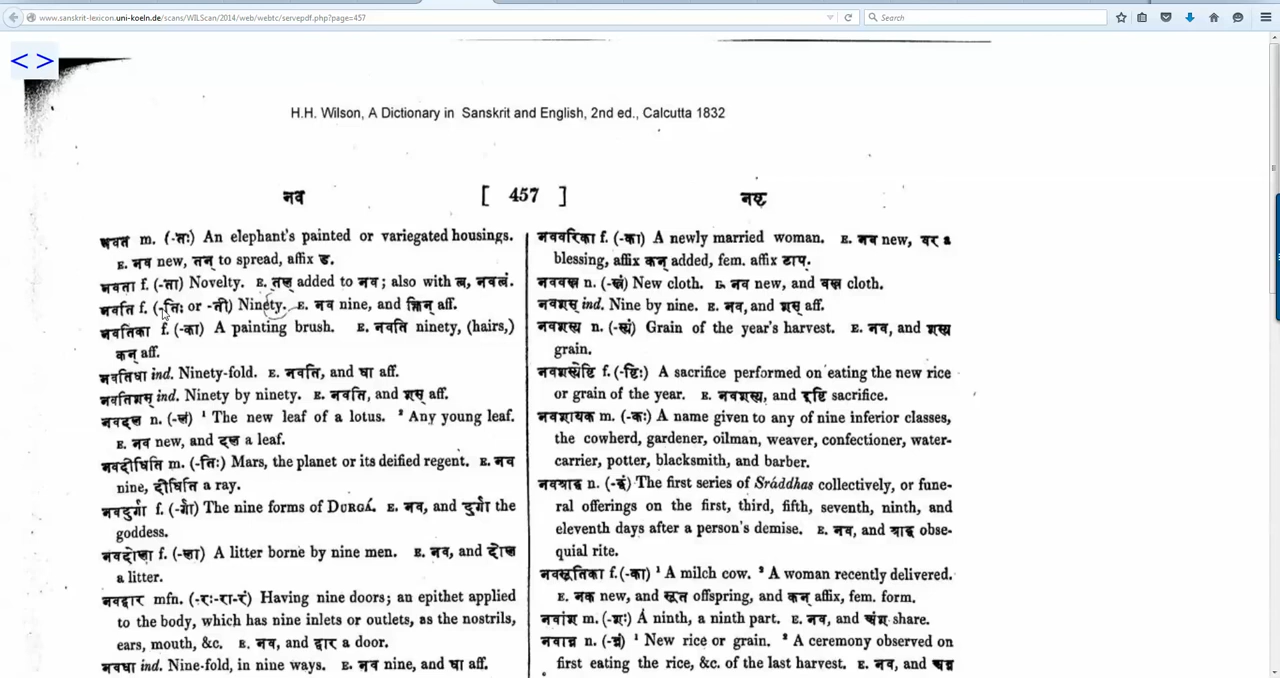 www.sanskrit-lexicon.uni-koeln.de/scans/WILScan/2014/web/webtc/servepdf.php?page=457
Search
< >
H.H. Wilson, A Dictionary in Sanskrit and English, 2nd ed., Calcutta 1832
नव [ 457 ] नष्ट
नवत m. (-तः) An elephant's painted or variegated housings.
E. नव new, तन् to spread, affix ड.
नवता f. (-ता) Novelty. E. तल् added to नव; also with त्व, नवत्वं.
नवति f. (-तिः or -ती) Ninety. E. नव nine, and क्तिन् aff.
नवतिका f. (-का) A painting brush. E. नवति ninety, (hairs,)
कन् aff.
नवतिधा ind. Ninety-fold. E. नवति, and धा aff.
नवतिशस् ind. Ninety by ninety. E. नवति, and शस् aff.
नवदल n. (-लं) ¹ The new leaf of a lotus. ² Any young leaf.
E. नव new, and दल a leaf.
नवदीधिति m. (-तिः) Mars, the planet or its deified regent. E. नव
nine, दीधिति a ray.
नवदुर्गा f. (-र्गा) The nine forms of DURGÁ. E. नव, and दुर्गा the
goddess.
नवदोला f. (-ला) A litter borne by nine men. E. नव, and दोला
a litter.
नवद्वार mfn. (-रः-रा-रं) Having nine doors; an epithet applied
to the body, which has nine inlets or outlets, as the nostrils,
ears, mouth, &c. E. नव, and द्वार a door.
नवधा ind. Nine-fold, in nine ways. E. नव nine, and धा aff.
नववरिका f. (-का) A newly married woman. E. नव new, वर a
blessing, affix कन् added, fem. affix टाप्.
नववस्त्र n. (-स्त्रं) New cloth. E. नव new, and वस्त्र cloth.
नवशस् ind. Nine by nine. E. नव, and शस् aff.
नवशस्य n. (-स्यं) Grain of the year's harvest. E. नव, and शस्य
grain.
नवशस्येष्टि f. (-ष्टिः) A sacrifice performed on eating the new rice
or grain of the year. E. नवशस्य, and इष्टि sacrifice.
नवशायक m. (-कः) A name given to any of nine inferior classes,
the cowherd, gardener, oilman, weaver, confectioner, water-
carrier, potter, blacksmith, and barber.
नवश्राद्ध n. (-द्धं) The first series of Sráddhas collectively, or fune-
ral offerings on the first, third, fifth, seventh, ninth, and
eleventh days after a person's demise. E. नव, and श्राद्ध obse-
quial rite.
नवसूतिका f. (-का) ¹ A milch cow. ² A woman recently delivered.
E. नक new, and सूत offspring, and कन् affix, fem. form.
नवांश m. (-शः) A ninth, a ninth part. E. नव, and अंश share.
नवान्न n. (-न्नं) ¹ New rice or grain. ² A ceremony observed on
first eating the rice, &c. of the last harvest. E. नव, and अन्न